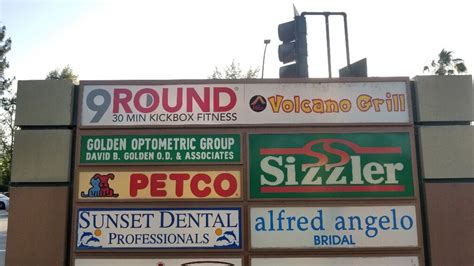 9ROUND
30 MIN KICKBOX FITNESS
Volcano Grill
GOLDEN OPTOMETRIC GROUP
DAVID B. GOLDEN O.D. & ASSOCIATES
Sizzler
PETCO
SUNSET DENTAL
PROFESSIONALS
alfred angelo
BRIDAL